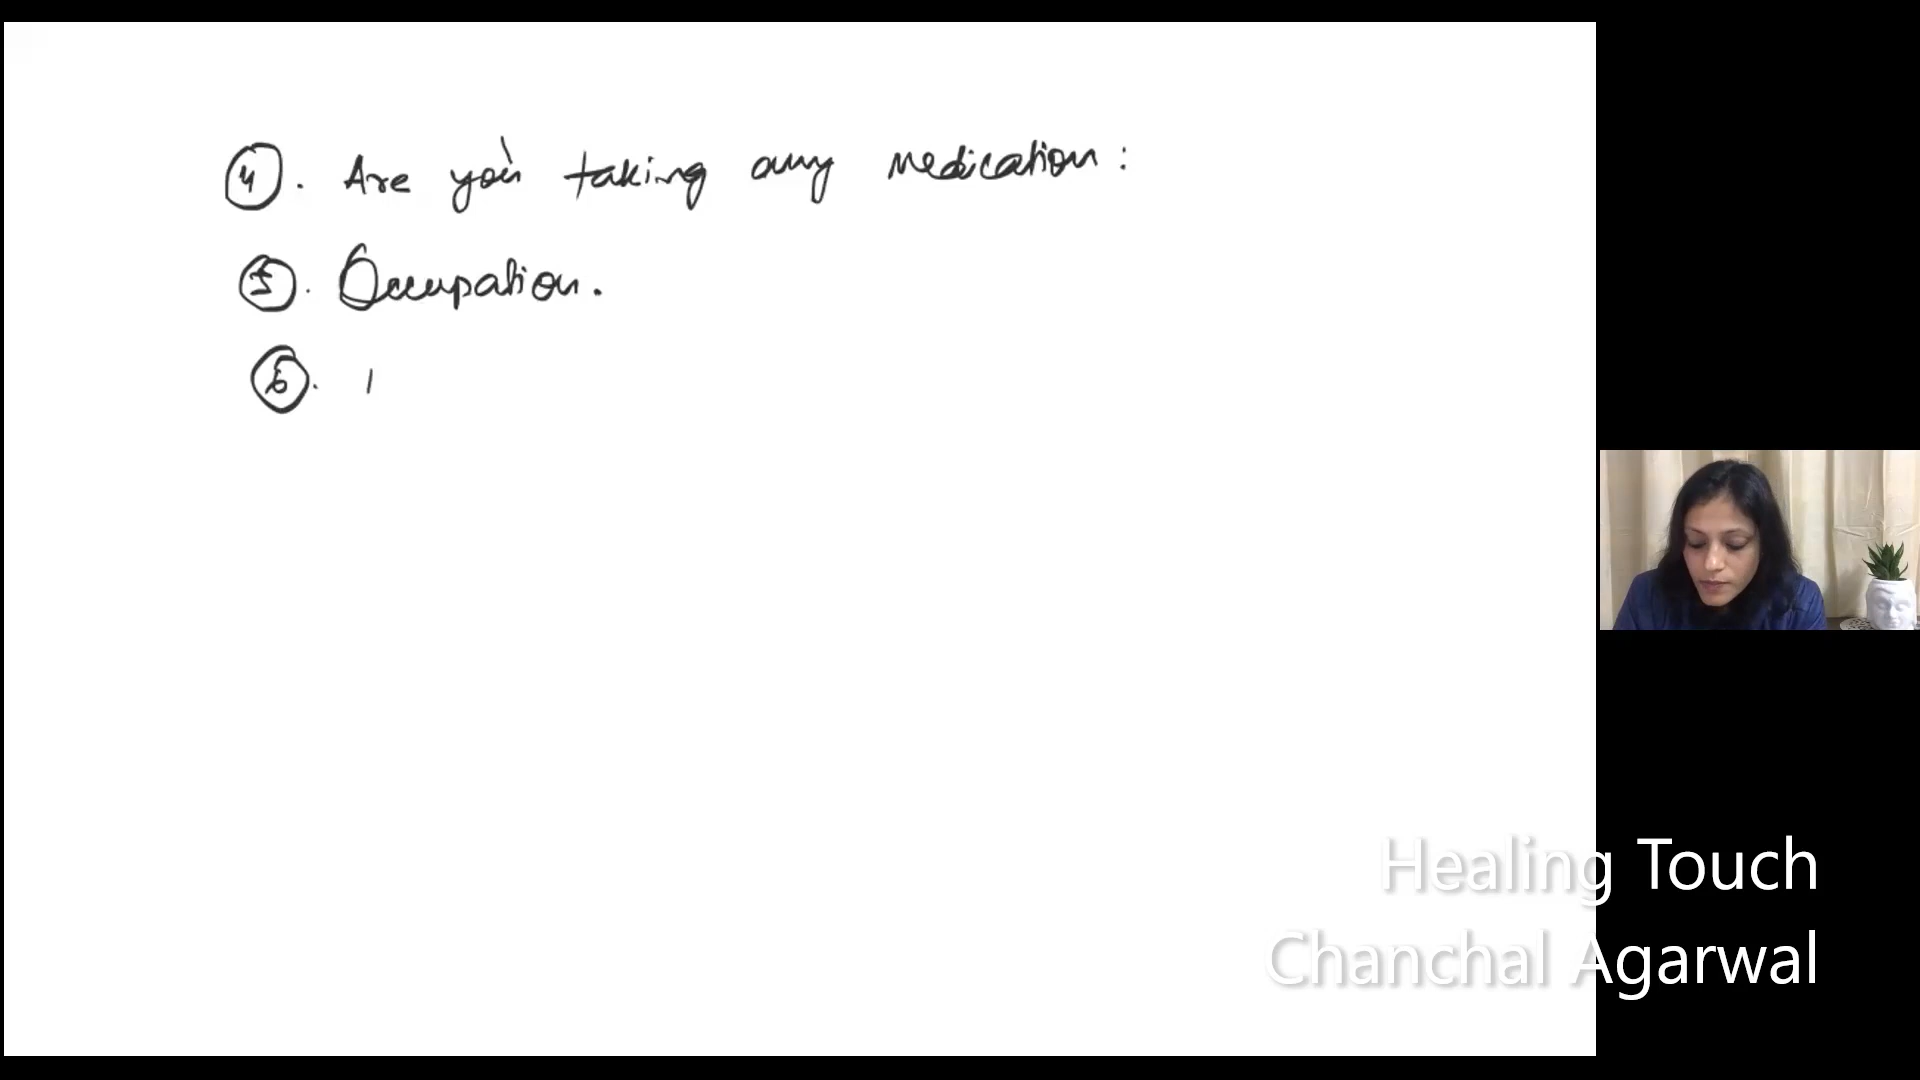 4. Are you taking any medication:
5. Occupation.
6.
Healing Touch
Chanchal Agarwal